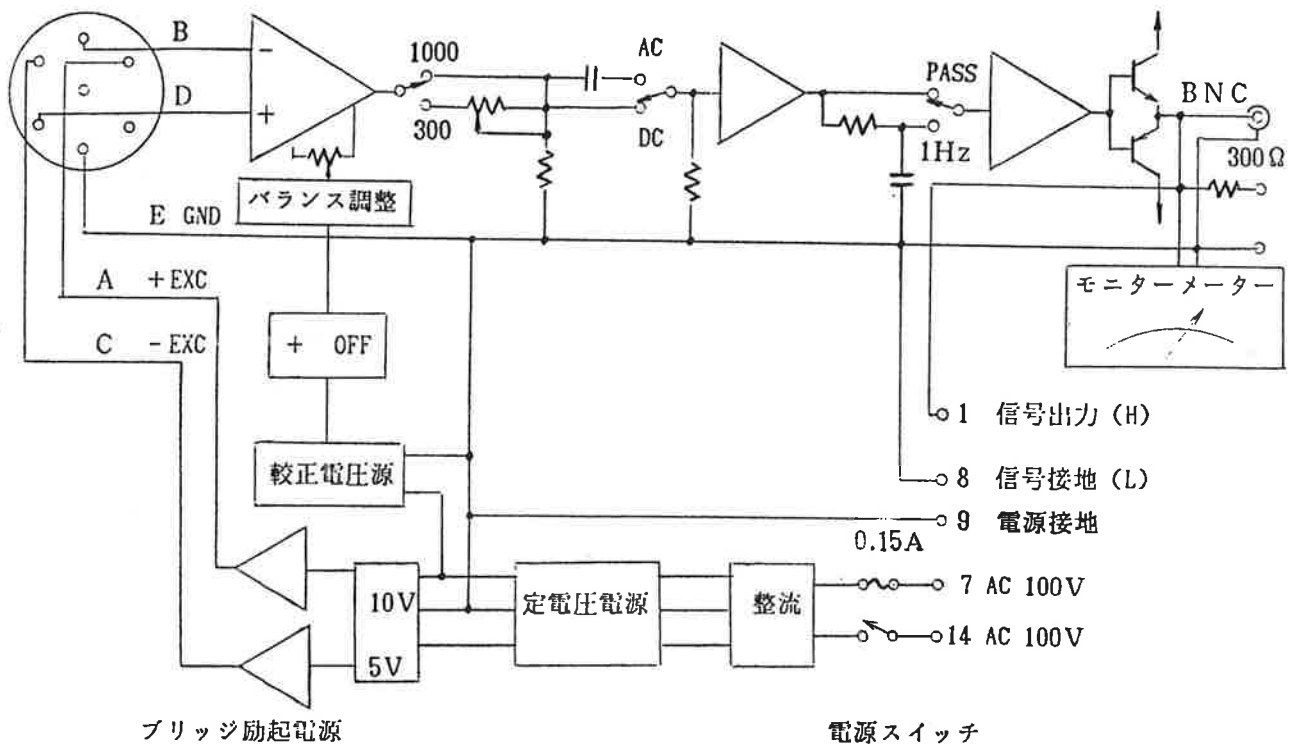 B
1000
AC
PASS
BNC
D
300
DC
1Hz
300Ω
バランス調整
E GND
A +EXC
C -EXC
+ OFF
モニターメーター
1 信号出力 (H)
較正電圧源
8 信号接地 (L)
9 電源接地
0.15A
10V
5V
定電圧電源
整流
7 AC 100V
14 AC 100V
ブリッジ励起電源
電源スイッチ